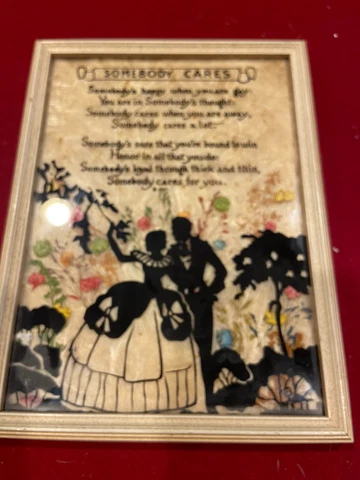 SOMEBODY CARES
Somebody's happy when you are gay
You are in Somebody's thought
Somebody cares when you are away,
Somebody cares a lot
Somebody's sure that you're bound to win
Honor in all that you do
Somebody's loyal through thick and thin,
Somebody cares for you.